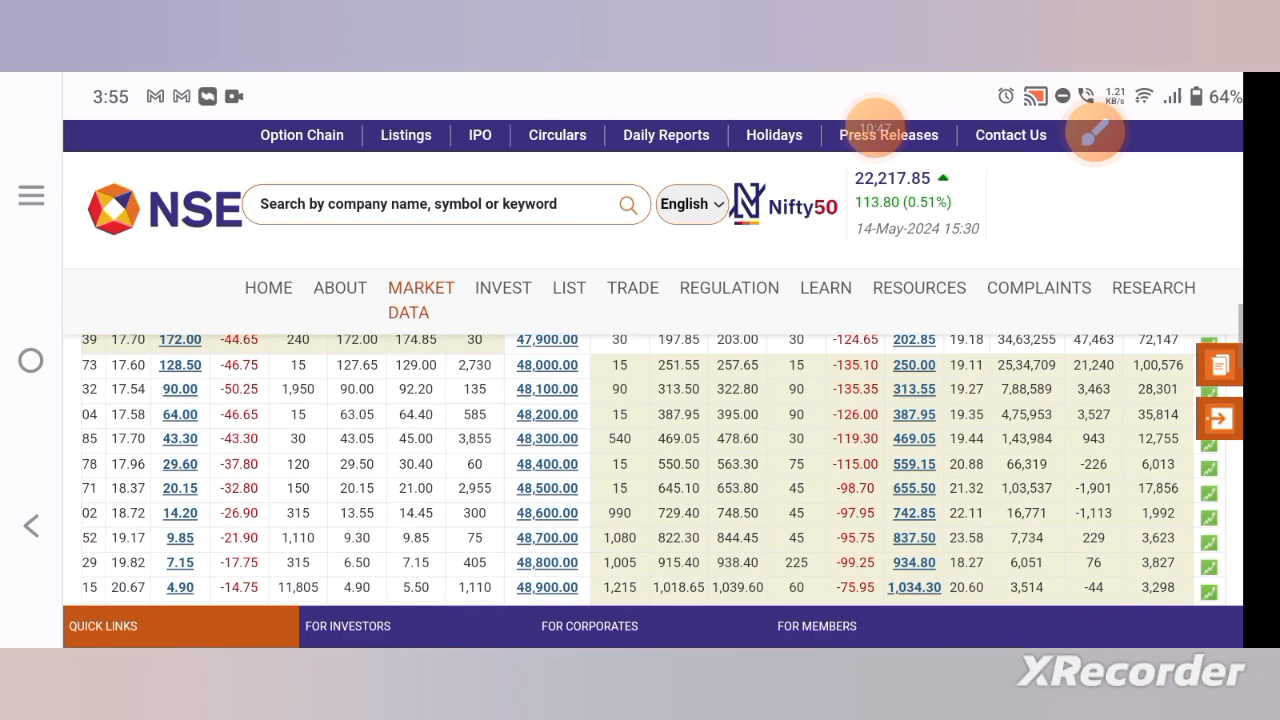 3:55 1.21 KB/s 64%
Option Chain Listings IPO Circulars Daily Reports Holidays Press Releases Contact Us
10:47
NSE Search by company name, symbol or keyword English Nifty50
22,217.85
113.80 (0.51%)
14-May-2024 15:30
HOME ABOUT MARKET DATA INVEST LIST TRADE REGULATION LEARN RESOURCES COMPLAINTS RESEARCH
39 17.70 172.00 -44.65 240 172.00 174.85 30 47,900.00 30 197.85 203.00 30 -124.65 202.85 19.18 34,63,255 47,463 72,147
73 17.60 128.50 -46.75 15 127.65 129.00 2,730 48,000.00 15 251.55 257.65 15 -135.10 250.00 19.11 25,34,709 21,240 1,00,576
32 17.54 90.00 -50.25 1,950 90.00 92.20 135 48,100.00 90 313.50 322.80 90 -135.35 313.55 19.27 7,88,589 3,463 28,301
04 17.58 64.00 -46.65 15 63.05 64.40 585 48,200.00 15 387.95 395.00 90 -126.00 387.95 19.35 4,75,953 3,527 35,814
85 17.70 43.30 -43.30 30 43.05 45.00 3,855 48,300.00 540 469.05 478.60 30 -119.30 469.05 19.44 1,43,984 943 12,755
78 17.96 29.60 -37.80 120 29.50 30.40 60 48,400.00 15 550.50 563.30 75 -115.00 559.15 20.88 66,319 -226 6,013
71 18.37 20.15 -32.80 150 20.15 21.00 2,955 48,500.00 15 645.10 653.80 45 -98.70 655.50 21.32 1,03,537 -1,901 17,856
02 18.72 14.20 -26.90 315 13.55 14.45 300 48,600.00 990 729.40 748.50 45 -97.95 742.85 22.11 16,771 -1,113 1,992
52 19.17 9.85 -21.90 1,110 9.30 9.85 75 48,700.00 1,080 822.30 844.45 45 -95.75 837.50 23.58 7,734 229 3,623
29 19.82 7.15 -17.75 315 6.50 7.15 405 48,800.00 1,005 915.40 938.40 225 -99.25 934.80 18.27 6,051 76 3,827
15 20.67 4.90 -14.75 11,805 4.90 5.50 1,110 48,900.00 1,215 1,018.65 1,039.60 60 -75.95 1,034.30 20.60 3,514 -44 3,298
QUICK LINKS FOR INVESTORS FOR CORPORATES FOR MEMBERS
XRecorder